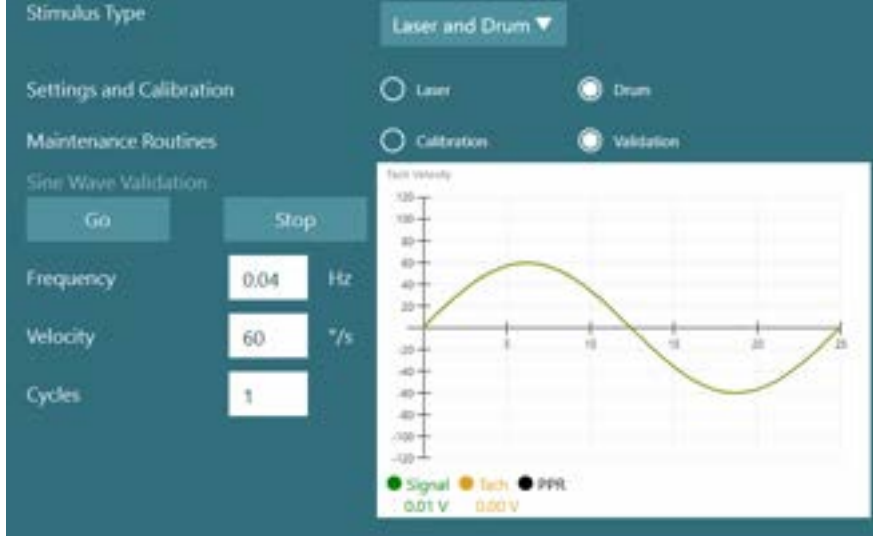 Stimulus Type
Laser and Drum
Settings and Calibration
Laser
Drum
Maintenance Routines
Calibration
Validation
Sine Wave Validation
Go
Stop
Frequency
0.04
Hz
Velocity
60
°/s
Cycles
1
Tach Velocity
120
100
80
60
40
20
5
10
15
20
25
-20
-40
-60
-80
-100
-120
Signal
Tach
PPR
0.01 V
0.00 V